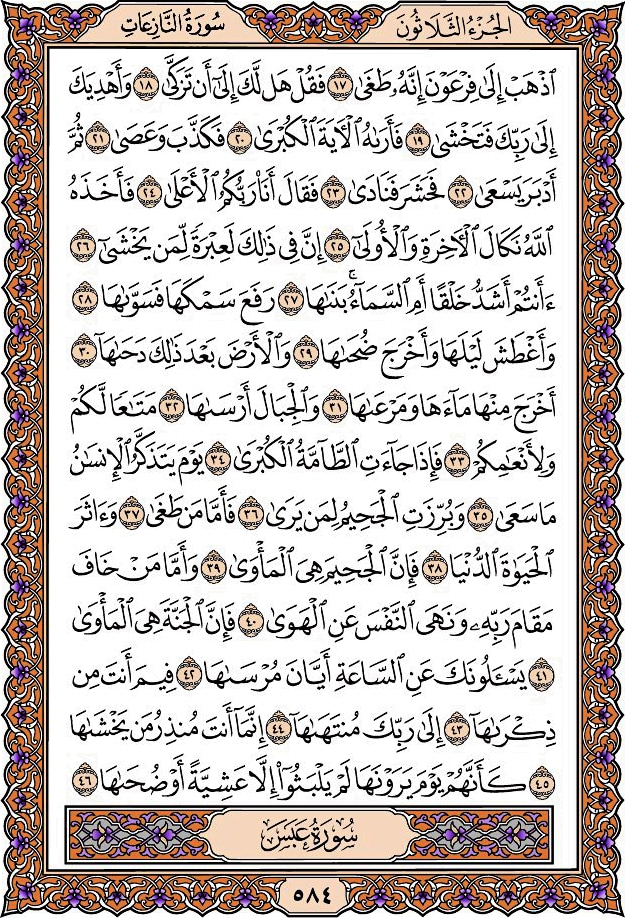 سُورَةُ النَّازِعَاتِ
الجُزْءُ الثَّلَاثُونَ
ٱذْهَبْ إِلَىٰ فِرْعَوْنَ إِنَّهُۥ طَغَىٰ ١٧ فَقُلْ هَل لَّكَ إِلَىٰٓ أَن تَزَكَّىٰ ١٨ وَأَهْدِيَكَ
إِلَىٰ رَبِّكَ فَتَخْشَىٰ ١٩ فَأَرَىٰهُ ٱلْـَٔايَةَ ٱلْكُبْرَىٰ ٢٠ فَكَذَّبَ وَعَصَىٰ ٢١ ثُمَّ
أَدْبَرَ يَسْعَىٰ ٢٢ فَحَشَرَ فَنَادَىٰ ٢٣ فَقَالَ أَنَا۠ رَبُّكُمُ ٱلْأَعْلَىٰ ٢٤ فَأَخَذَهُ
ٱللَّهُ نَكَالَ ٱلْـَٔاخِرَةِ وَٱلْأُولَىٰٓ ٢٥ إِنَّ فِى ذَٰلِكَ لَعِبْرَةً لِّمَن يَخْشَىٰٓ ٢٦
ءَأَنتُمْ أَشَدُّ خَلْقًا أَمِ ٱلسَّمَآءُ ۚ بَنَىٰهَا ٢٧ رَفَعَ سَمْكَهَا فَسَوَّىٰهَا ٢٨
وَأَغْطَشَ لَيْلَهَا وَأَخْرَجَ ضُحَىٰهَا ٢٩ وَٱلْأَرْضَ بَعْدَ ذَٰلِكَ دَحَىٰهَآ ٣٠
أَخْرَجَ مِنْهَا مَآءَهَا وَمَرْعَىٰهَا ٣١ وَٱلْجِبَالَ أَرْسَىٰهَا ٣٢ مَتَـٰعًا لَّكُمْ
وَلِأَنْعَـٰمِكُمْ ٣٣ فَإِذَا جَآءَتِ ٱلطَّآمَّةُ ٱلْكُبْرَىٰ ٣٤ يَوْمَ يَتَذَكَّرُ ٱلْإِنسَـٰنُ
مَا سَعَىٰ ٣٥ وَبُرِّزَتِ ٱلْجَحِيمُ لِمَن يَرَىٰ ٣٦ فَأَمَّا مَن طَغَىٰ ٣٧ وَءَاثَرَ
ٱلْحَيَوٰةَ ٱلدُّنْيَا ٣٨ فَإِنَّ ٱلْجَحِيمَ هِىَ ٱلْمَأْوَىٰ ٣٩ وَأَمَّا مَنْ خَافَ
مَقَامَ رَبِّهِۦ وَنَهَى ٱلنَّفْسَ عَنِ ٱلْهَوَىٰ ٤٠ فَإِنَّ ٱلْجَنَّةَ هِىَ ٱلْمَأْوَىٰ
٤١ يَسْـَٔلُونَكَ عَنِ ٱلسَّاعَةِ أَيَّانَ مُرْسَىٰهَا ٤٢ فِيمَ أَنتَ مِن
ذِكْرَىٰهَآ ٤٣ إِلَىٰ رَبِّكَ مُنتَهَىٰهَآ ٤٤ إِنَّمَآ أَنتَ مُنذِرُ مَن يَخْشَىٰهَا
٤٥ كَأَنَّهُمْ يَوْمَ يَرَوْنَهَا لَمْ يَلْبَثُوٓا۟ إِلَّا عَشِيَّةً أَوْ ضُحَىٰهَا ٤٦
سُورَةُ عَبَسَ
٥٨٤